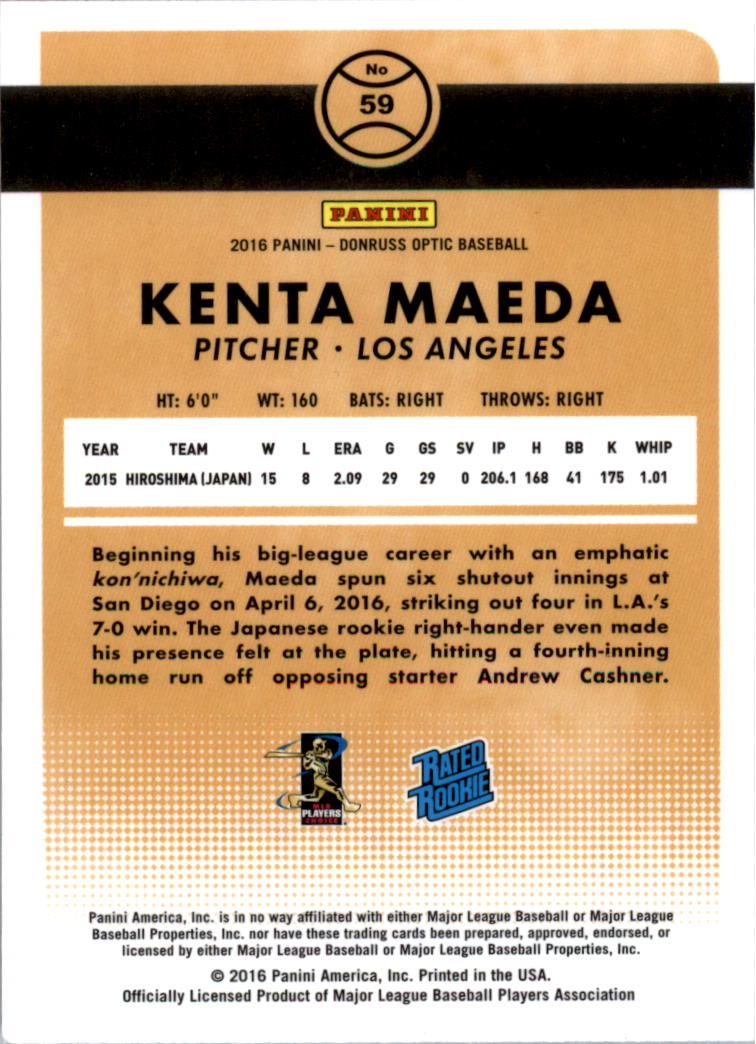 No
59
PANINI
2016 PANINI – DONRUSS OPTIC BASEBALL
KENTA MAEDA
PITCHER • LOS ANGELES
HT: 6'0" WT: 160 BATS: RIGHT THROWS: RIGHT
YEAR TEAM W L ERA G GS SV IP H BB K WHIP
2015 HIROSHIMA (JAPAN) 15 8 2.09 29 29 0 206.1 168 41 175 1.01
Beginning his big-league career with an emphatic
kon'nichiwa, Maeda spun six shutout innings at
San Diego on April 6, 2016, striking out four in L.A.'s
7-0 win. The Japanese rookie right-hander even made
his presence felt at the plate, hitting a fourth-inning
home run off opposing starter Andrew Cashner.
MLB
PLAYERS
CHOICE
RATED
ROOKIE
Panini America, Inc. is in no way affiliated with either Major League Baseball or Major League
Baseball Properties, Inc. nor have these trading cards been prepared, approved, endorsed, or
licensed by either Major League Baseball or Major League Baseball Properties, Inc.
© 2016 Panini America, Inc. Printed in the USA.
Officially Licensed Product of Major League Baseball Players Association